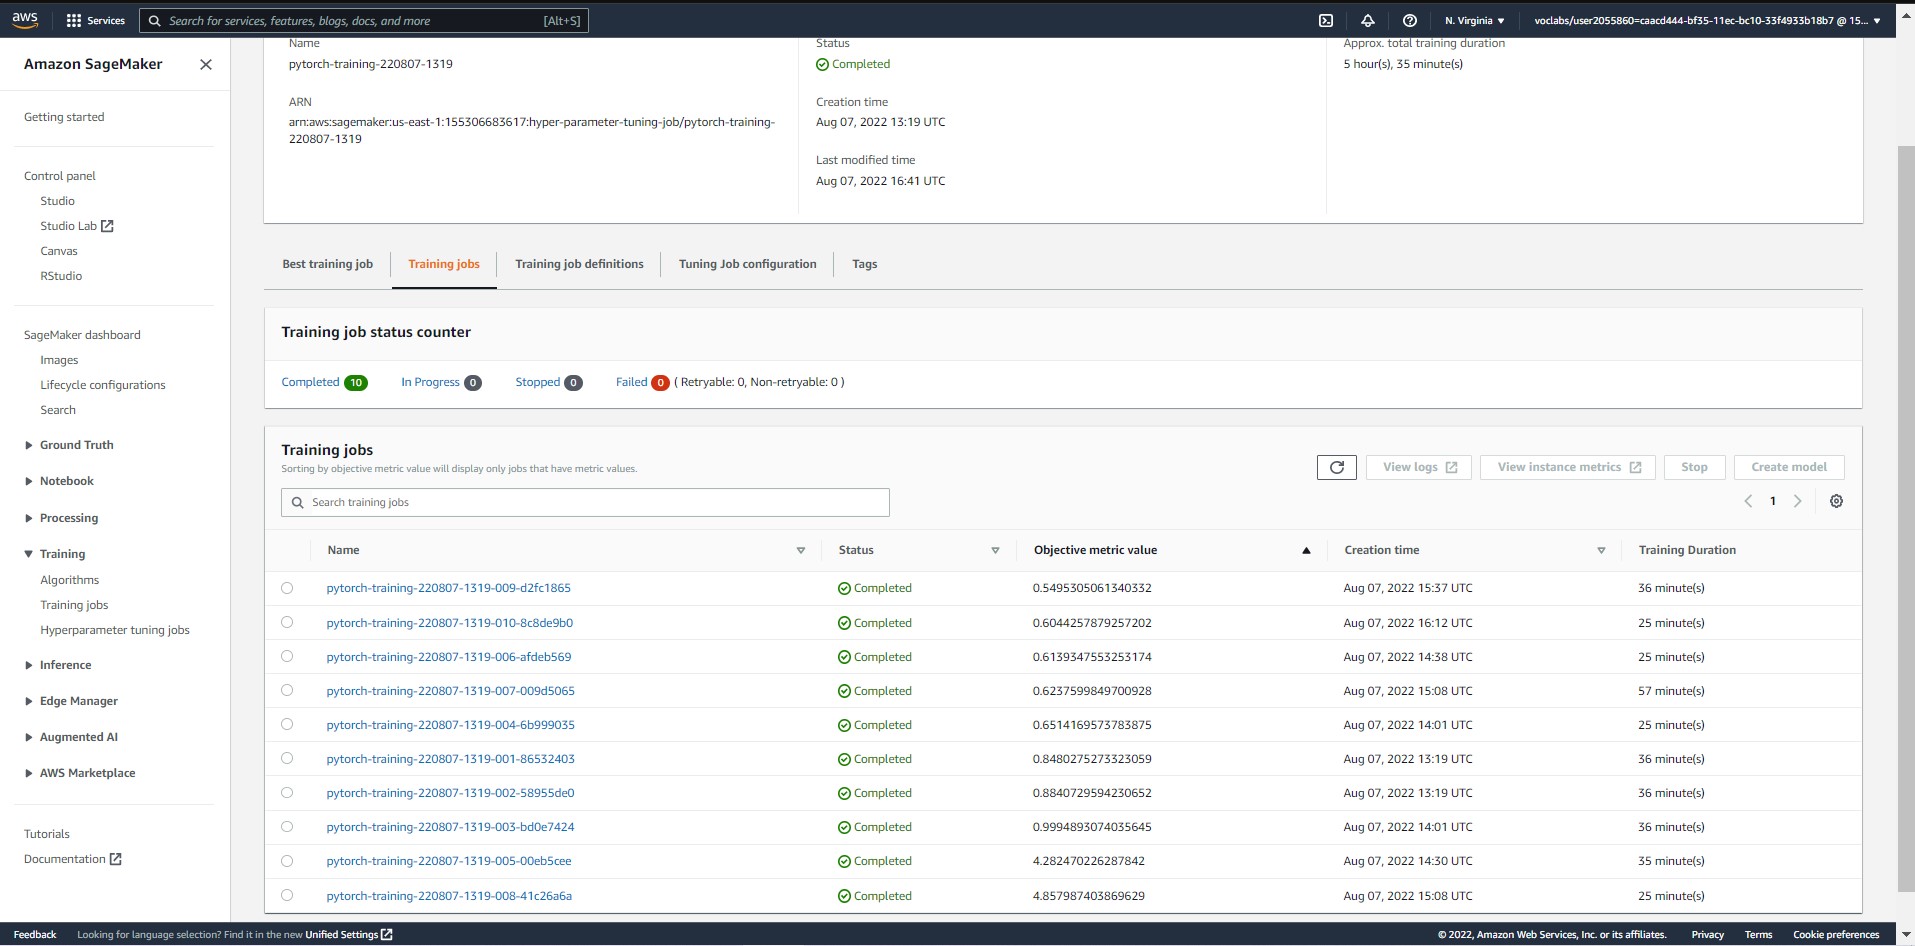 aws
Services
Search for services, features, blogs, docs, and more
[Alt+S]
N. Virginia
voclabs/user2055860=caacd444-bf35-11ec-bc10-33f4933b18b7 @ 15...
Amazon SageMaker
Getting started
Control panel
Studio
Studio Lab
Canvas
RStudio
SageMaker dashboard
Images
Lifecycle configurations
Search
Ground Truth
Notebook
Processing
Training
Algorithms
Training jobs
Hyperparameter tuning jobs
Inference
Edge Manager
Augmented AI
AWS Marketplace
Tutorials
Documentation
Name
pytorch-training-220807-1319
ARN
arn:aws:sagemaker:us-east-1:155306683617:hyper-parameter-tuning-job/pytorch-training-
220807-1319
Status
Completed
Creation time
Aug 07, 2022 13:19 UTC
Last modified time
Aug 07, 2022 16:41 UTC
Approx. total training duration
5 hour(s), 35 minute(s)
Best training job
Training jobs
Training job definitions
Tuning Job configuration
Tags
Training job status counter
Completed 10 In Progress 0 Stopped 0 Failed 0 ( Retryable: 0, Non-retryable: 0 )
Training jobs
Sorting by objective metric value will display only jobs that have metric values.
View logs
View instance metrics
Stop
Create model
Search training jobs
1
Name Status Objective metric value Creation time Training Duration
pytorch-training-220807-1319-009-d2fc1865 Completed 0.5495305061340332 Aug 07, 2022 15:37 UTC 36 minute(s)
pytorch-training-220807-1319-010-8c8de9b0 Completed 0.6044257879257202 Aug 07, 2022 16:12 UTC 25 minute(s)
pytorch-training-220807-1319-006-afdeb569 Completed 0.6139347553253174 Aug 07, 2022 14:38 UTC 25 minute(s)
pytorch-training-220807-1319-007-009d5065 Completed 0.6237599849700928 Aug 07, 2022 15:08 UTC 57 minute(s)
pytorch-training-220807-1319-004-6b999035 Completed 0.6514169573783875 Aug 07, 2022 14:01 UTC 25 minute(s)
pytorch-training-220807-1319-001-86532403 Completed 0.8480275273323059 Aug 07, 2022 13:19 UTC 36 minute(s)
pytorch-training-220807-1319-002-58955de0 Completed 0.8840729594230652 Aug 07, 2022 13:19 UTC 36 minute(s)
pytorch-training-220807-1319-003-bd0e7424 Completed 0.9994893074035645 Aug 07, 2022 14:01 UTC 36 minute(s)
pytorch-training-220807-1319-005-00eb5cee Completed 4.282470226287842 Aug 07, 2022 14:30 UTC 35 minute(s)
pytorch-training-220807-1319-008-41c26a6a Completed 4.857987403869629 Aug 07, 2022 15:08 UTC 25 minute(s)
Feedback
Looking for language selection? Find it in the new Unified Settings
© 2022, Amazon Web Services, Inc. or its affiliates.
Privacy
Terms
Cookie preferences